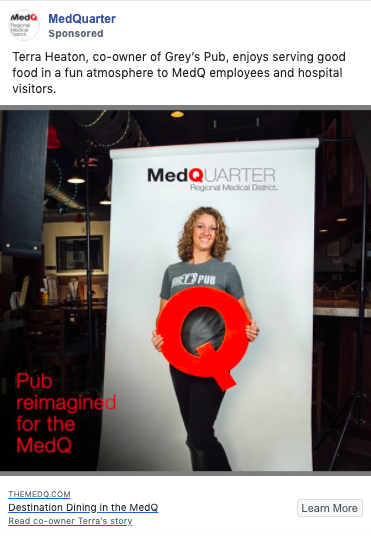 MedQ
Regional
Medical
District.
MedQuarter
Sponsored
Terra Heaton, co-owner of Grey’s Pub, enjoys serving good
food in a fun atmosphere to MedQ employees and hospital
visitors.
MedQUARTER
Regional Medical District.
GREY'S PUB
Q
Pub
reimagined
for the
MedQ
THEMEDQ.COM
Destination Dining in the MedQ
Read co-owner Terra's story
Learn More